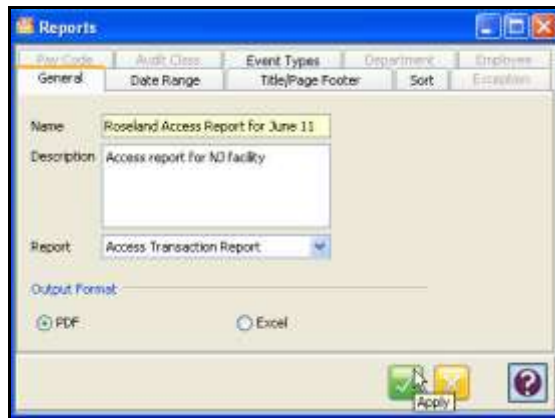 Reports
Pay Code Audit Class Event Types Department Employee
General Date Range Title/Page Footer Sort Exception
Name Roseland Access Report for June 11
Description Access report for NJ facility
Report Access Transaction Report
Output Format
PDF Excel
Apply